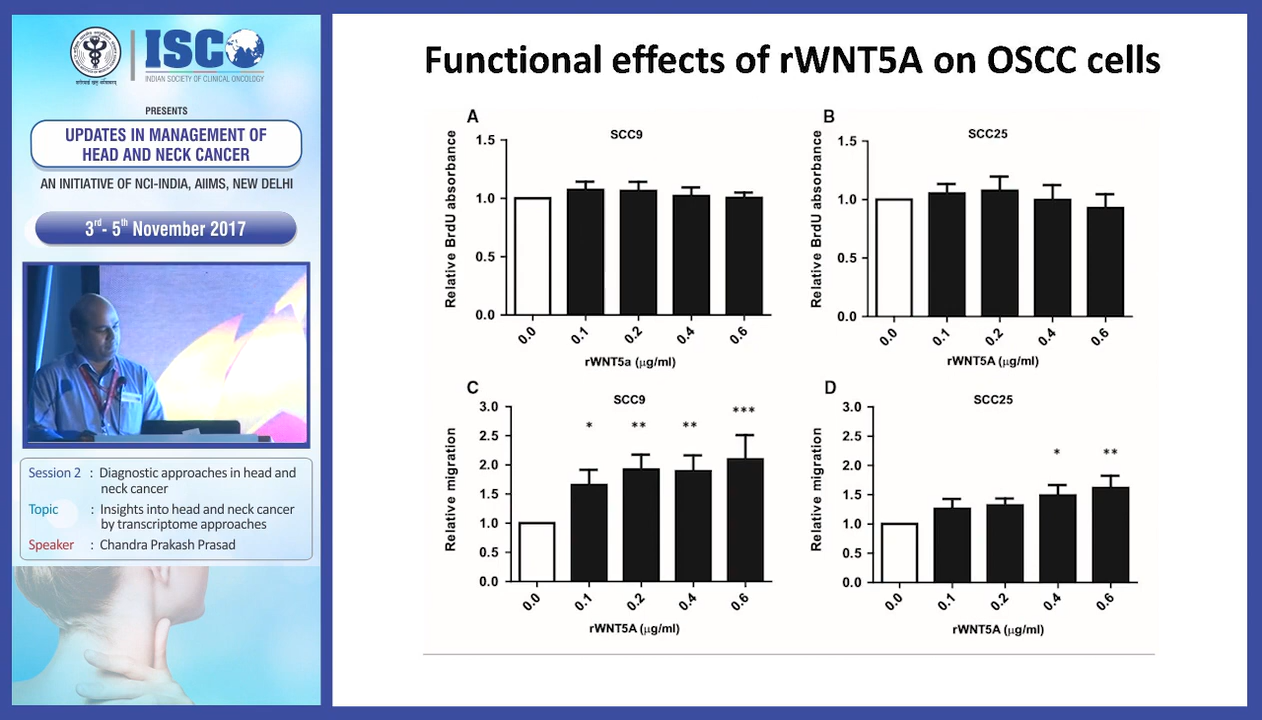 ISCO
INDIAN SOCIETY OF CLINICAL ONCOLOGY
PRESENTS
UPDATES IN MANAGEMENT OF
HEAD AND NECK CANCER
AN INITIATIVE OF NCI-INDIA, AIIMS, NEW DELHI
3rd- 5th November 2017
Session 2 : Diagnostic approaches in head and
neck cancer
Topic : Insights into head and neck cancer
by transcriptome approaches
Speaker : Chandra Prakash Prasad
Functional effects of rWNT5A on OSCC cells
A
SCC9
Relative BrdU absorbance
1.5
1.0
0.5
0.0
0.0 0.1 0.2 0.4 0.6
rWNT5a (μg/ml)
B
SCC25
Relative BrdU absorbance
1.5
1.0
0.5
0.0
0.0 0.1 0.2 0.4 0.6
rWNT5A (μg/ml)
C
SCC9
Relative migration
3.0
2.5
2.0
1.5
1.0
0.5
0.0
* ** ** ***
0.0 0.1 0.2 0.4 0.6
rWNT5A (μg/ml)
D
SCC25
Relative migration
3.0
2.5
2.0
1.5
1.0
0.5
0.0
* **
0.0 0.1 0.2 0.4 0.6
rWNT5A (μg/ml)